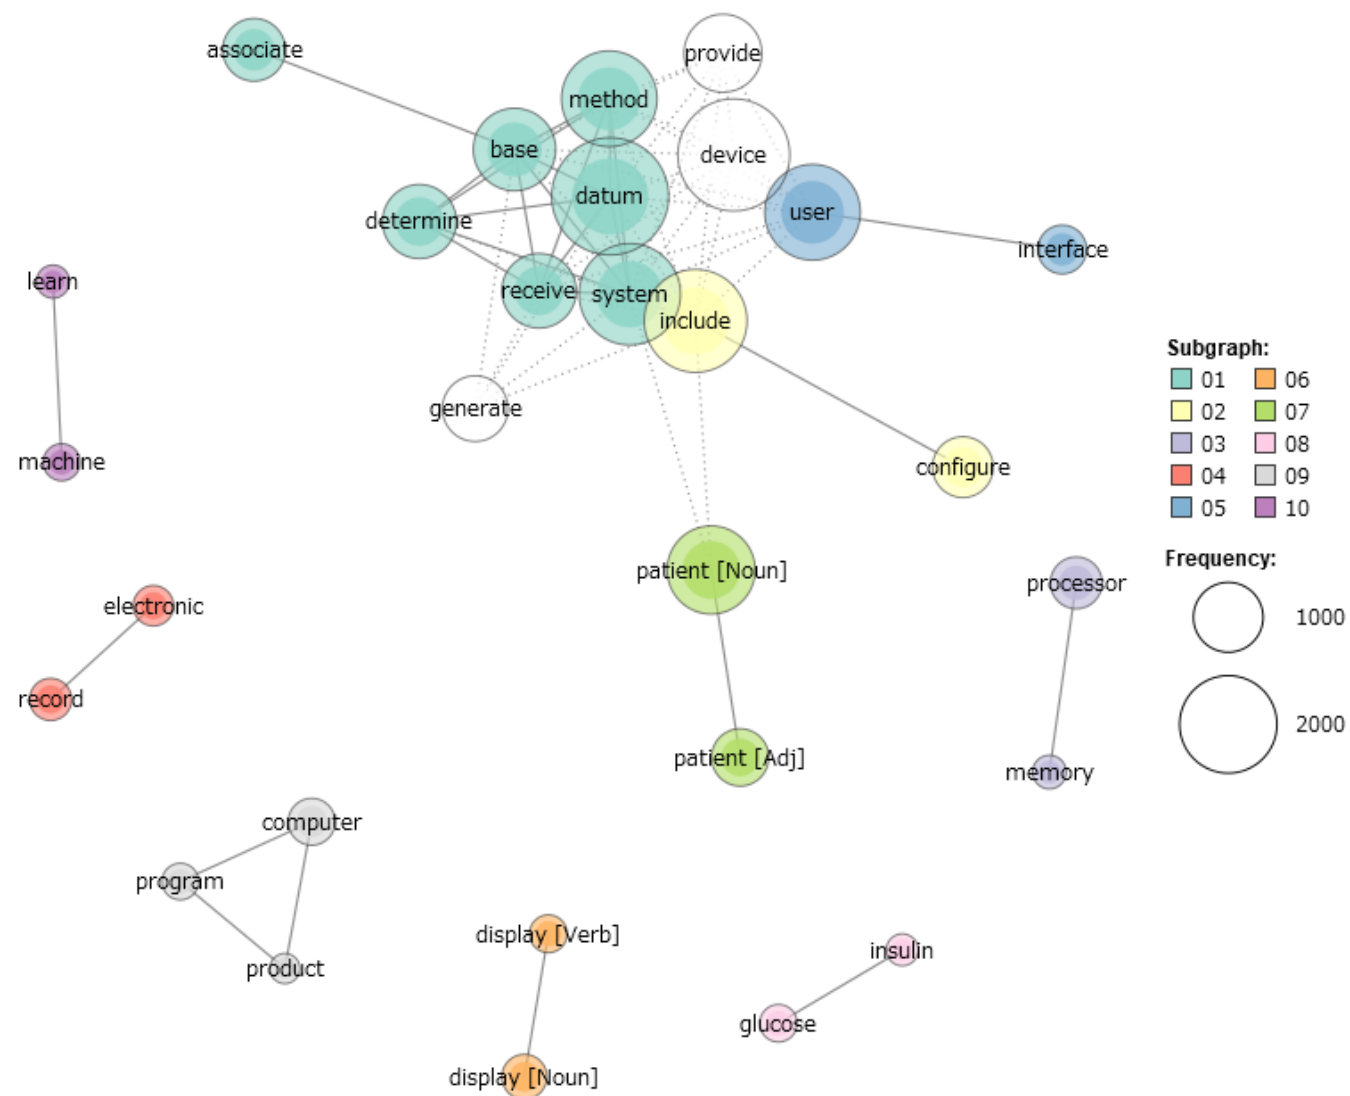 provide
associate
method
base
device
datum
determine
user
interface
learn
receive
system
include
generate
machine
configure
Subgraph:
01 06
02 07
03 08
04 09
05 10
Frequency:
1000
2000
patient [Noun]
processor
electronic
record
patient [Adj]
memory
computer
program
product
display [Verb]
insulin
glucose
display [Noun]